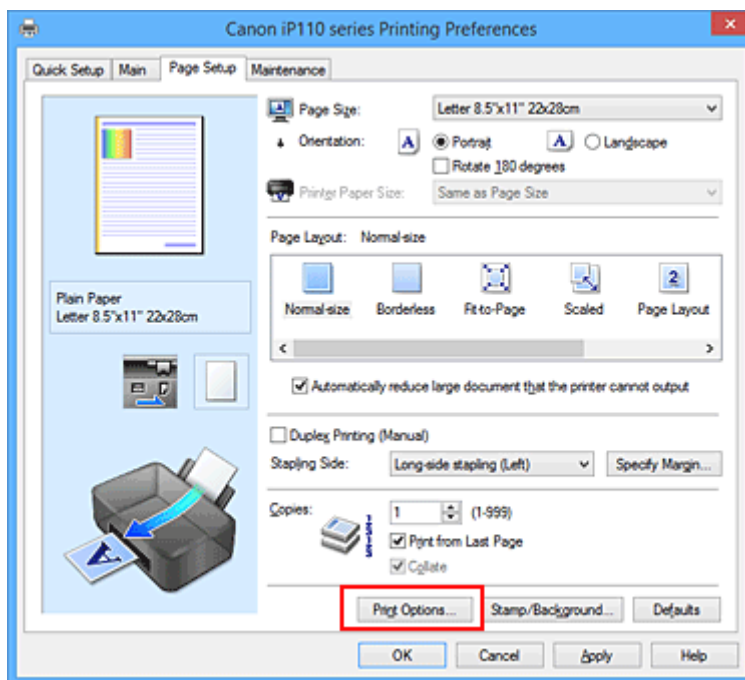 Canon iP110 series Printing Preferences
Quick Setup Main Page Setup Maintenance
Page Size: Letter 8.5"x11" 22x28cm
Orientation: A Portrait A Landscape
Rotate 180 degrees
Printer Paper Size: Same as Page Size
Page Layout: Normal-size
2
Normal-size Borderless Fit-to-Page Scaled Page Layout
Plain Paper
Letter 8.5"x11" 22x28cm
Automatically reduce large document that the printer cannot output
Duplex Printing (Manual)
Stapling Side: Long-side stapling (Left) Specify Margin...
Copies: 1 (1-999)
Print from Last Page
Collate
A
Print Options... Stamp/Background... Defaults
OK Cancel Apply Help